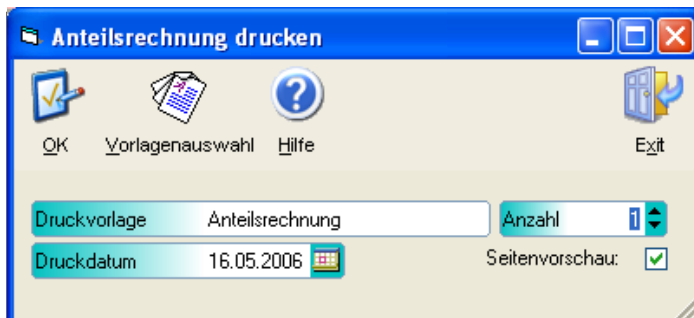 Anteilsrechnung drucken
OK Vorlagenauswahl Hilfe Exit
Druckvorlage Anteilsrechnung Anzahl 1
Druckdatum 16.05.2006 Seitenvorschau: